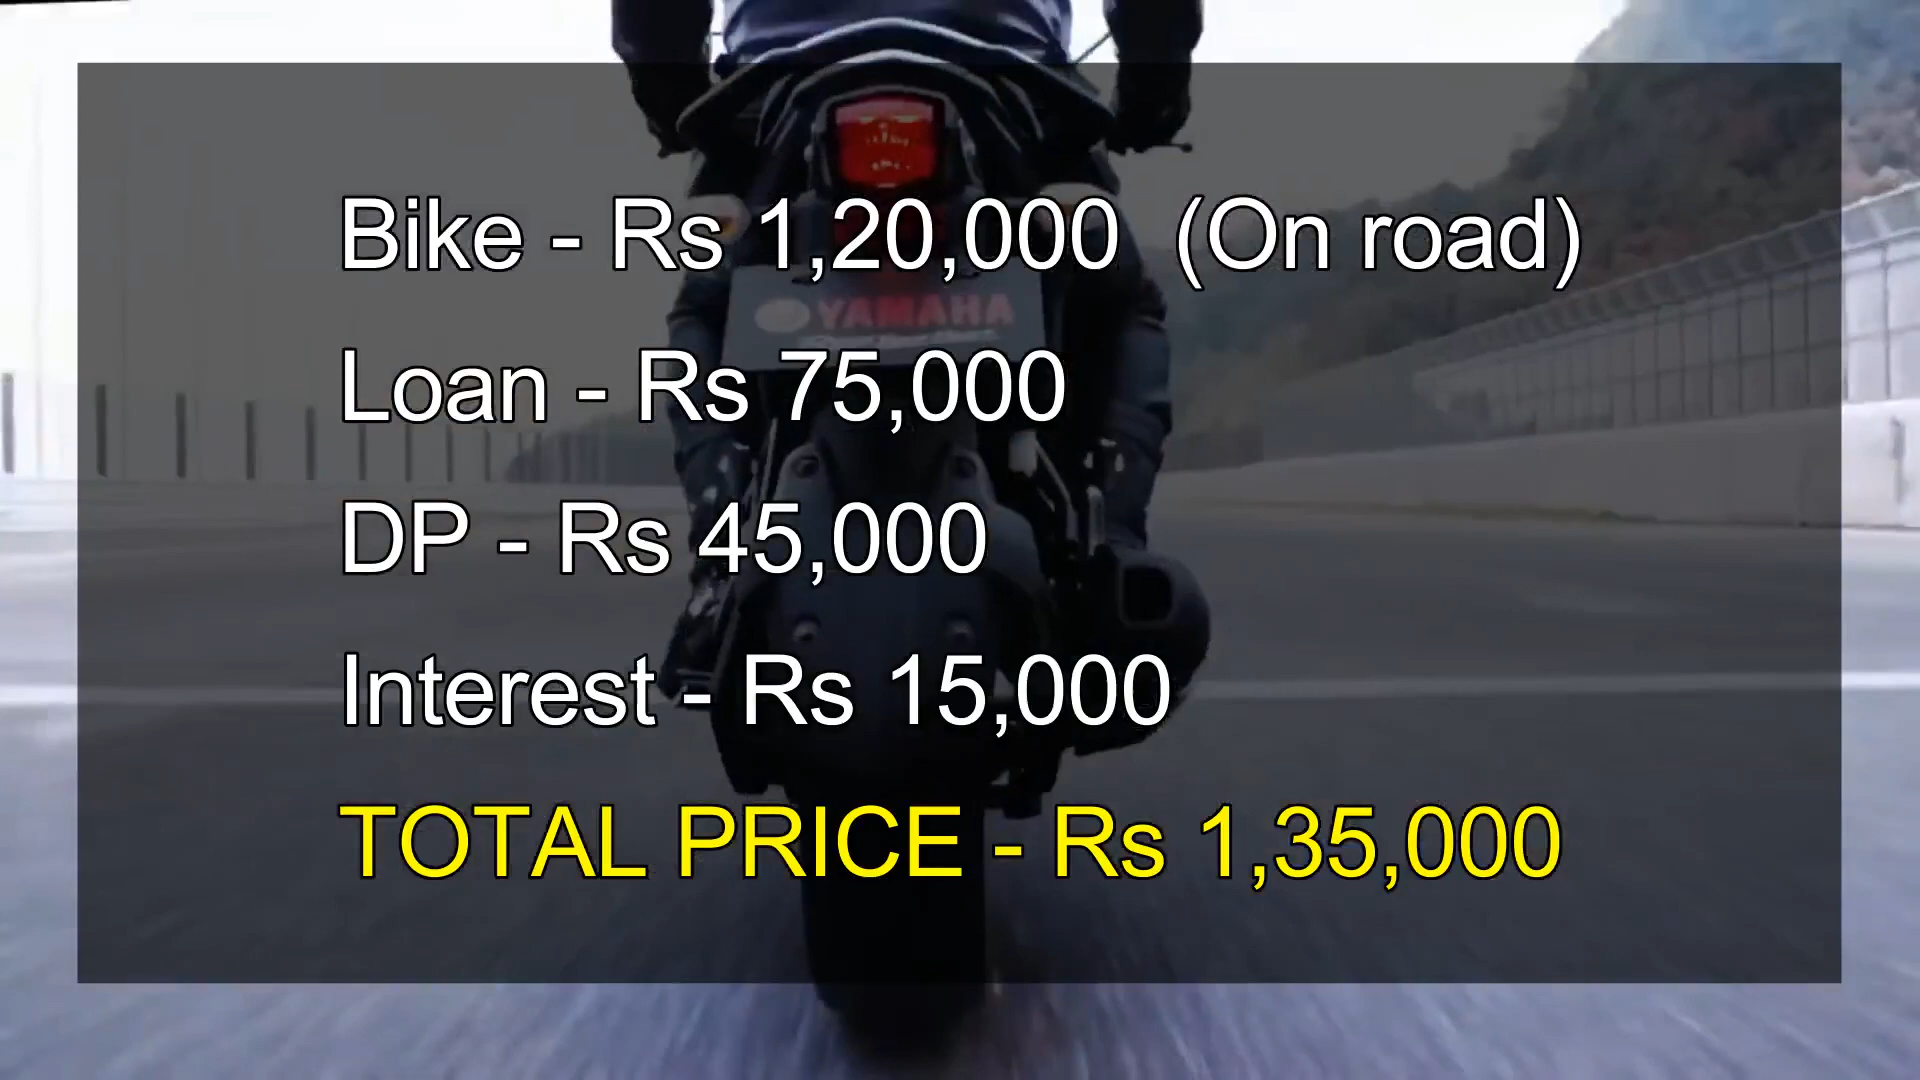 Bike - Rs 1,20,000 (On road)
YAMAHA
Loan - Rs 75,000
DP - Rs 45,000
Interest - Rs 15,000
TOTAL PRICE - Rs 1,35,000